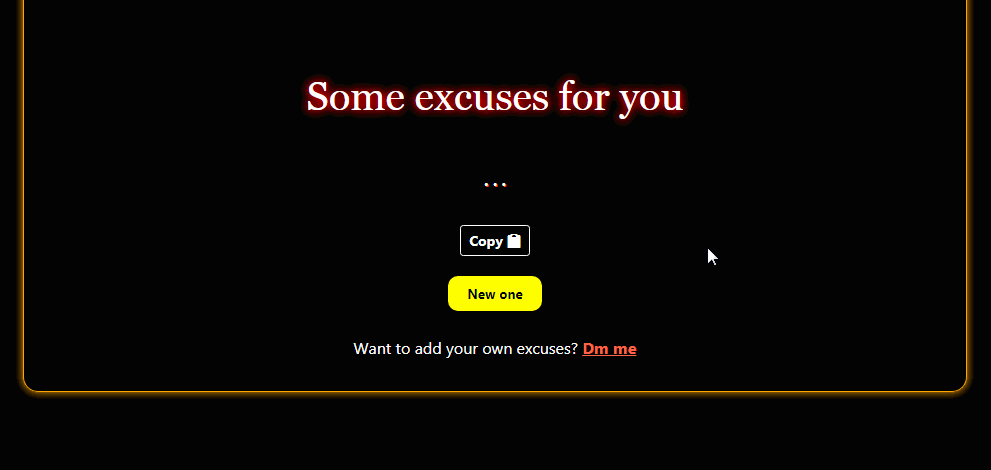 Some excuses for you
...
Copy 📋
New one
Want to add your own excuses? Dm me